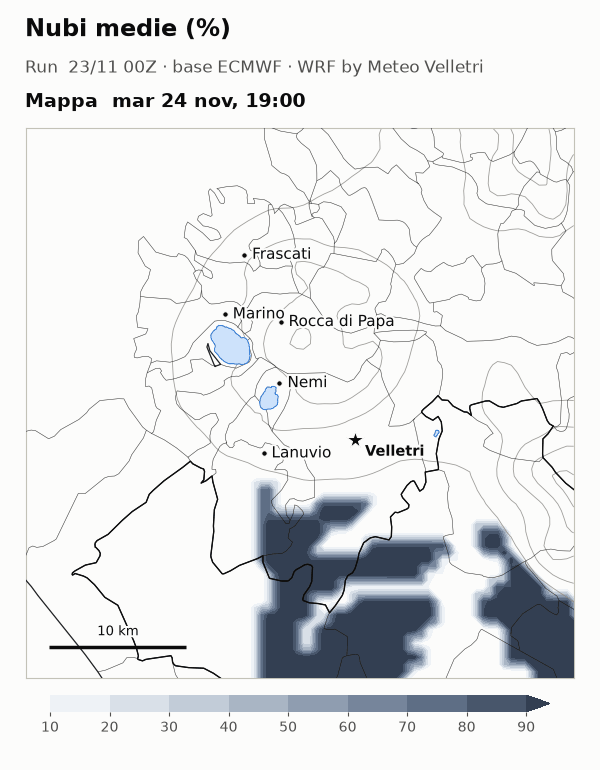 Nubi medie (%)
Run  23/11 00Z · base ECMWF · WRF by Meteo Velletri
Mappa  mar 24 nov, 19:00
Frascati
Marino
Rocca di Papa
Nemi
Velletri
Lanuvio
10 km
10 20 30 40 50 60 70 80 90